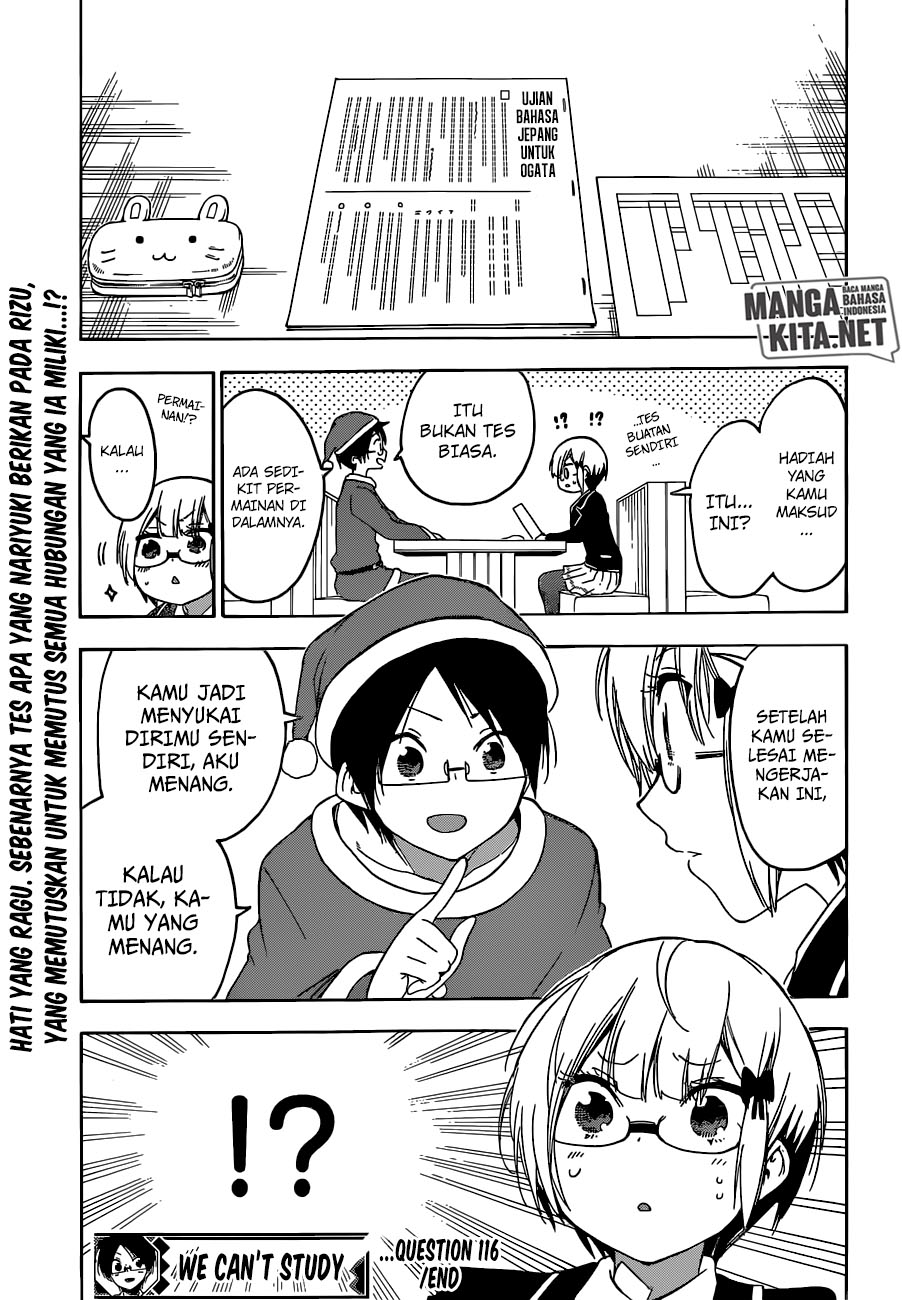 UJIAN
BAHASA
JEPANG
UNTUK
OGATA
MANGA
KITA.NET
BACA MANGA
BAHASA
INDONESIA
HADIAH
YANG
KAMU
MAKSUD
...
ITU...
INI?
..TES
BUATAN
SENDIRI
...
!?
!?
ITU
BUKAN TES
BIASA.
ADA SEDI-
KIT PER-
MAINAN DI
DALAMNYA.
PERMAI-
NAN!?
KALAU
...
SETELAH
KAMU SE-
LESAI ME-
NGERJA-
KAN INI,
KAMU JADI
MENYUKAI
DIRIMU SEN-
DIRI, AKU
MENANG.
KALAU
TIDAK, KA-
MU YANG
MENANG.
!?
HATI YANG RAGU. SEBENARNYA TES APA YANG NARIYUKI BERIKAN PADA RIZU,
YANG MEMUTUSKAN UNTUK MEMUTUS SEMUA HUBUNGAN YANG IA MILIKI...!?
WE CAN'T STUDY
...QUESTION 116
/END